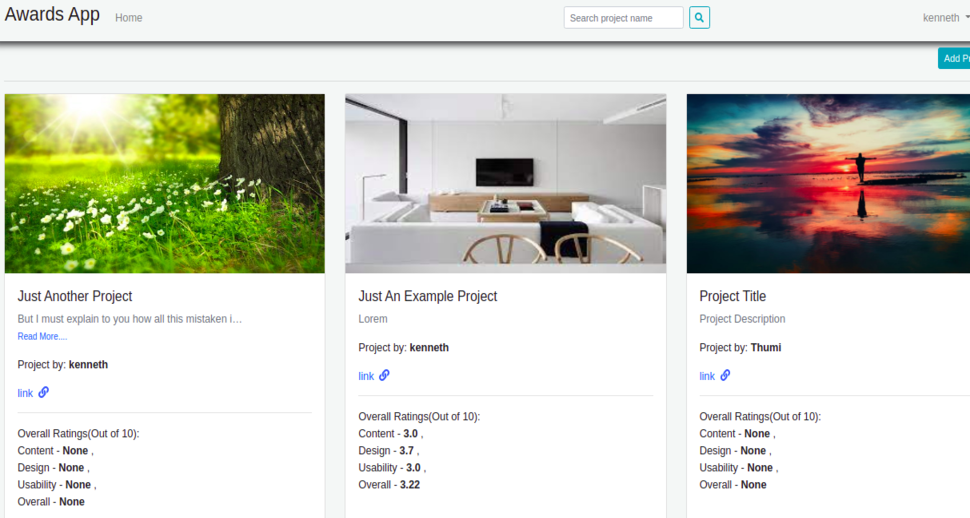 Awards App Home Search project name kenneth
Add P
Just Another Project
But I must explain to you how all this mistaken i...
Read More....
Project by: kenneth
link
Overall Ratings(Out of 10):
Content - None ,
Design - None ,
Usability - None ,
Overall - None
Just An Example Project
Lorem
Project by: kenneth
link
Overall Ratings(Out of 10):
Content - 3.0 ,
Design - 3.7 ,
Usability - 3.0 ,
Overall - 3.22
Project Title
Project Description
Project by: Thumi
link
Overall Ratings(Out of 10):
Content - None ,
Design - None ,
Usability - None ,
Overall - None